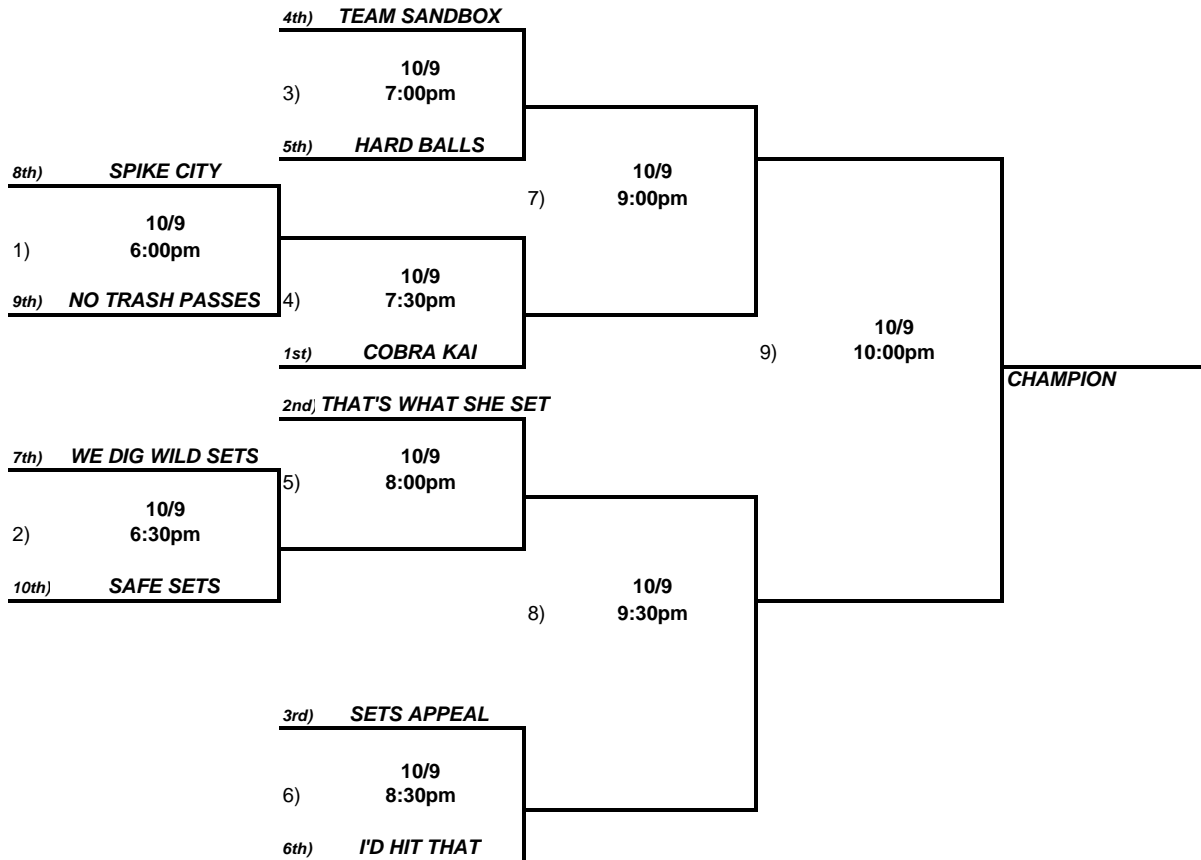 4th) TEAM SANDBOX
10/9
3) 7:00pm
5th) HARD BALLS
8th) SPIKE CITY
10/9
7) 9:00pm
10/9
1) 6:00pm
10/9
4) 7:30pm
9th) NO TRASH PASSES
10/9
9) 10:00pm
1st) COBRA KAI
CHAMPION
2nd) THAT'S WHAT SHE SET
7th) WE DIG WILD SETS
10/9
5) 8:00pm
10/9
2) 6:30pm
10th) SAFE SETS
10/9
8) 9:30pm
3rd) SETS APPEAL
10/9
6) 8:30pm
6th) I'D HIT THAT